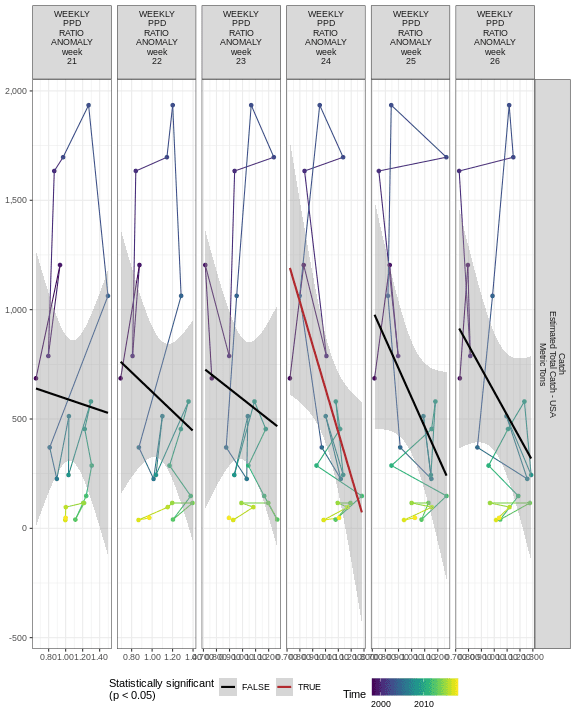 WEEKLY
PPD
RATIO
ANOMALY
week
21
WEEKLY
PPD
RATIO
ANOMALY
week
22
WEEKLY
PPD
RATIO
ANOMALY
week
23
WEEKLY
PPD
RATIO
ANOMALY
week
24
WEEKLY
PPD
RATIO
ANOMALY
week
25
WEEKLY
PPD
RATIO
ANOMALY
week
26
2,000
1,500
1,000
500
0
-500
Catch
Estimated Total Catch - USA
Metric Tons
0.80 1.00 1.20 1.40
0.80 1.00 1.20
Statistically significant
(p < 0.05)
FALSE
TRUE
Time
2000 2010